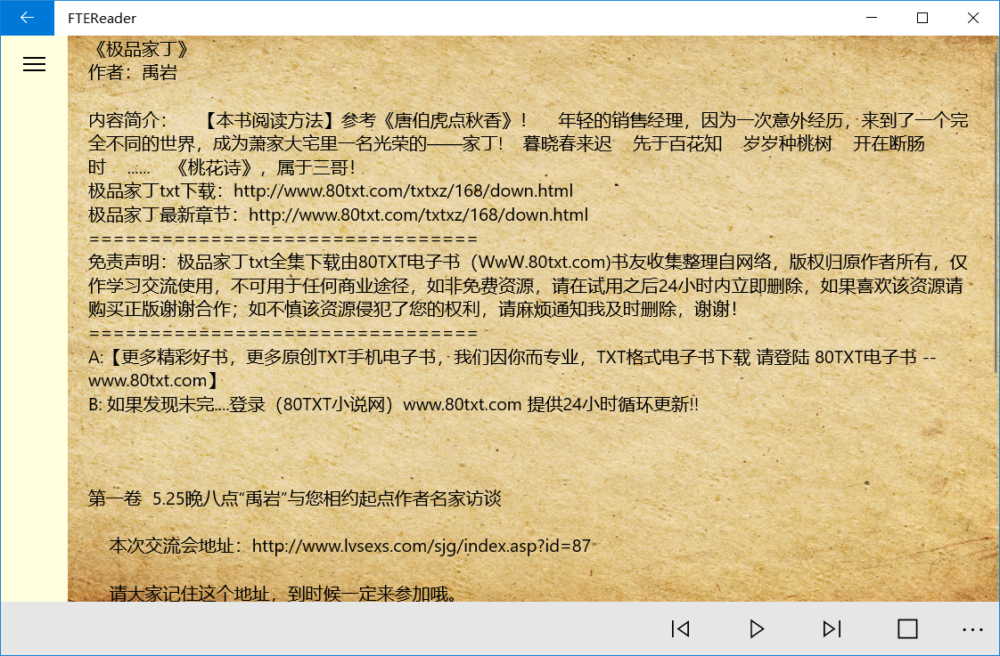 FTEReader
《极品家丁》
作者：禹岩
内容简介：　【本书阅读方法】参考《唐伯虎点秋香》！　年轻的销售经理，因为一次意外经历，来到了一个完
全不同的世界，成为萧家大宅里一名光荣的——家丁！　暮晓春来迟　先于百花知　岁岁种桃树　开在断肠
时　……　《桃花诗》，属于三哥！
极品家丁txt下载：http://www.80txt.com/txtxz/168/down.html
极品家丁最新章节：http://www.80txt.com/txtxz/168/down.html
================================
免责声明：极品家丁txt全集下载由80TXT电子书（WwW.80txt.com)书友收集整理自网络，版权归原作者所有，仅
作学习交流使用，不可用于任何商业途径，如非免费资源，请在试用之后24小时内立即删除，如果喜欢该资源请
购买正版谢谢合作；如不慎该资源侵犯了您的权利，请麻烦通知我及时删除，谢谢！
================================
A:【更多精彩好书，更多原创TXT手机电子书，我们因你而专业，TXT格式电子书下载 请登陆 80TXT电子书 --
www.80txt.com】
B: 如果发现未完....登录（80TXT小说网）www.80txt.com 提供24小时循环更新!!
第一卷 5.25晚八点“禹岩”与您相约起点作者名家访谈
本次交流会地址：http://www.lvsexs.com/sjg/index.asp?id=87
请大家记住这个地址，到时候一定来参加哦。